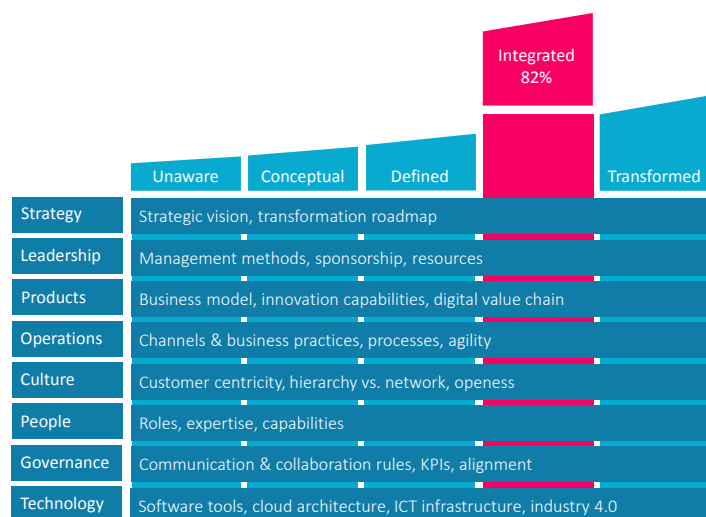 Integrated
82%
Unaware
Conceptual
Defined
Transformed
Strategy
Strategic vision, transformation roadmap
Leadership
Management methods, sponsorship, resources
Products
Business model, innovation capabilities, digital value chain
Operations
Channels & business practices, processes, agility
Culture
Customer centricity, hierarchy vs. network, openess
People
Roles, expertise, capabilities
Governance
Communication & collaboration rules, KPIs, alignment
Technology
Software tools, cloud architecture, ICT infrastructure, industry 4.0